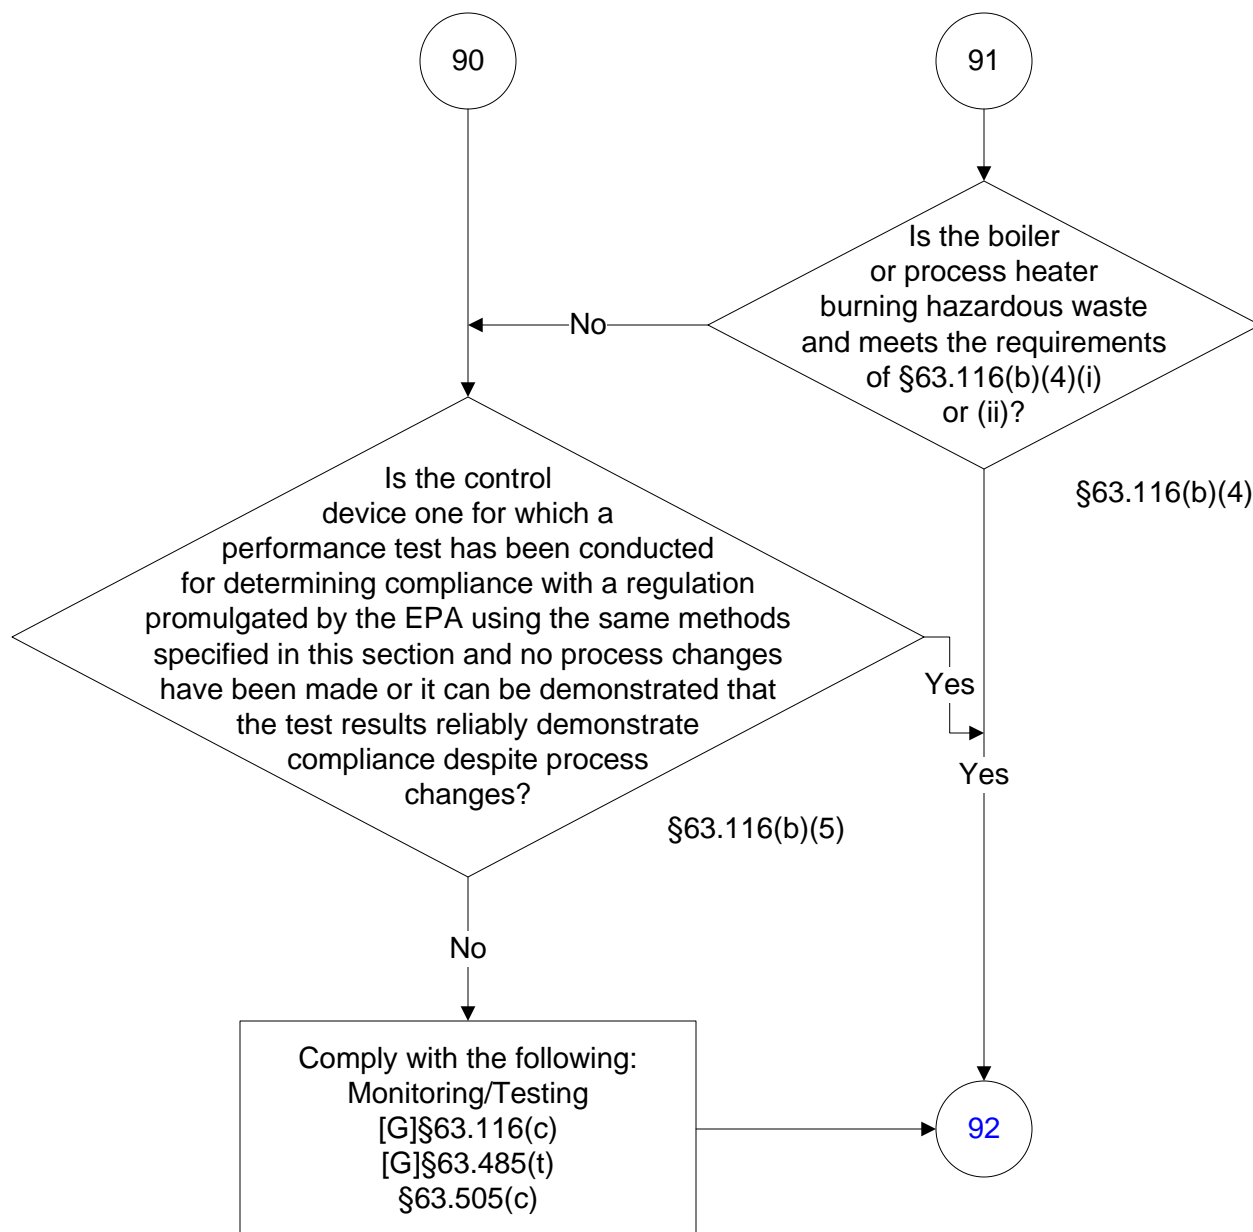 90
91
Is the boiler
or process heater
burning hazardous waste
and meets the requirements
of §63.116(b)(4)(i)
or (ii)?
No
§63.116(b)(4)
Is the control
device one for which a
performance test has been conducted
for determining compliance with a regulation
promulgated by the EPA using the same methods
specified in this section and no process changes
have been made or it can be demonstrated that
the test results reliably demonstrate
compliance despite process
changes?
Yes
Yes
§63.116(b)(5)
No
Comply with the following:
Monitoring/Testing
[G]§63.116(c)
[G]§63.485(t)
§63.505(c)
92